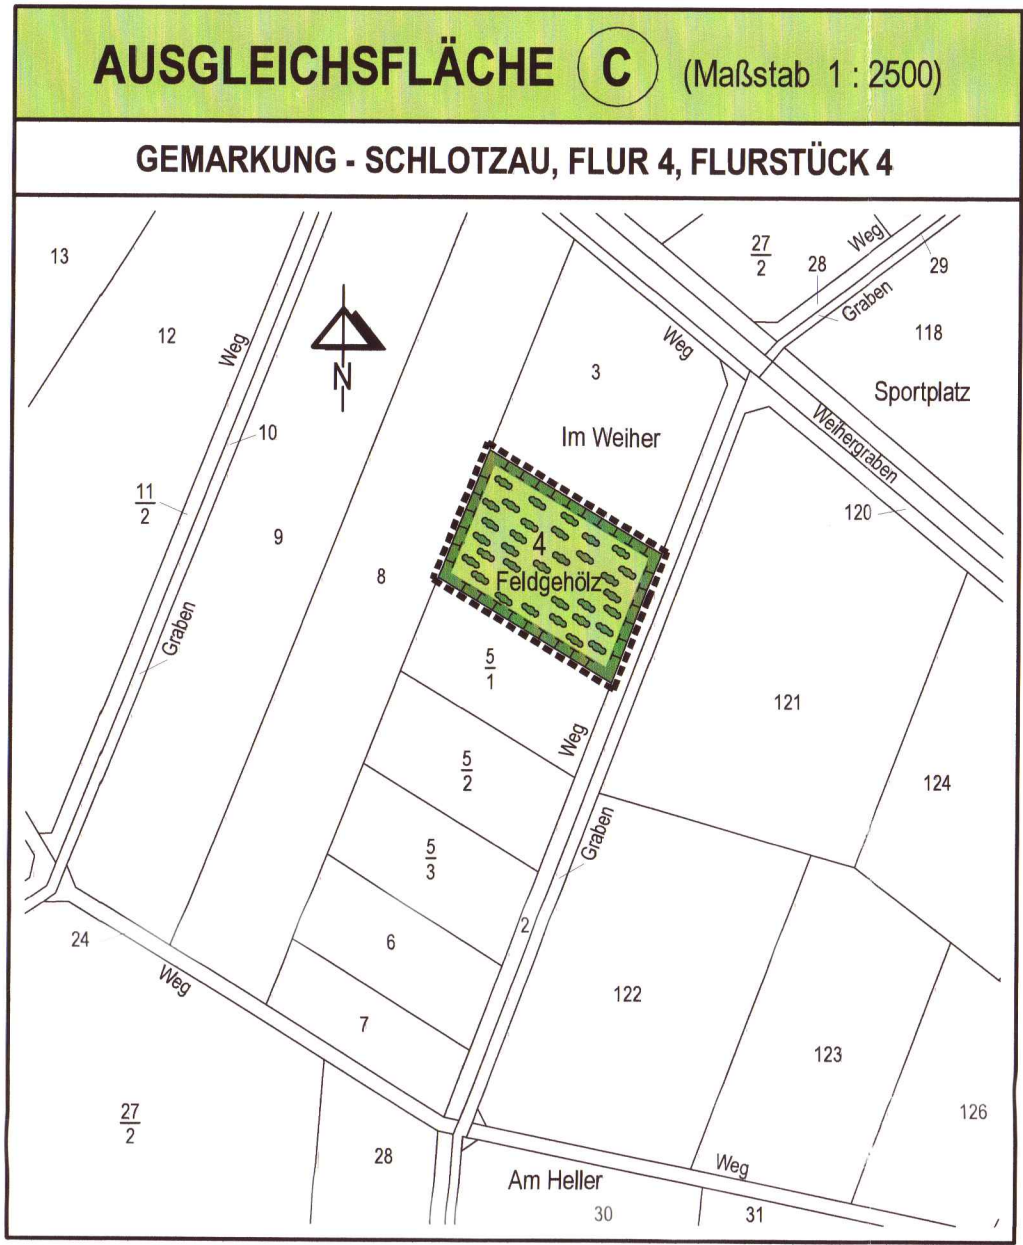 AUSGLEICHSFLÄCHE C (Maßstab 1 : 2500)
GEMARKUNG - SCHLOTZAU, FLUR 4, FLURSTÜCK 4
13
27
2
Weg
28
29
Graben
12
Weg
N
Weg
118
3
Sportplatz
10
Im Weiher
Weihergraben
11
2
120
9
4
8
Feldgehölz
Graben
5
1
121
Weg
5
2
124
Graben
5
3
2
24
6
Weg
122
7
123
27
2
126
28
Weg
Am Heller
30
31